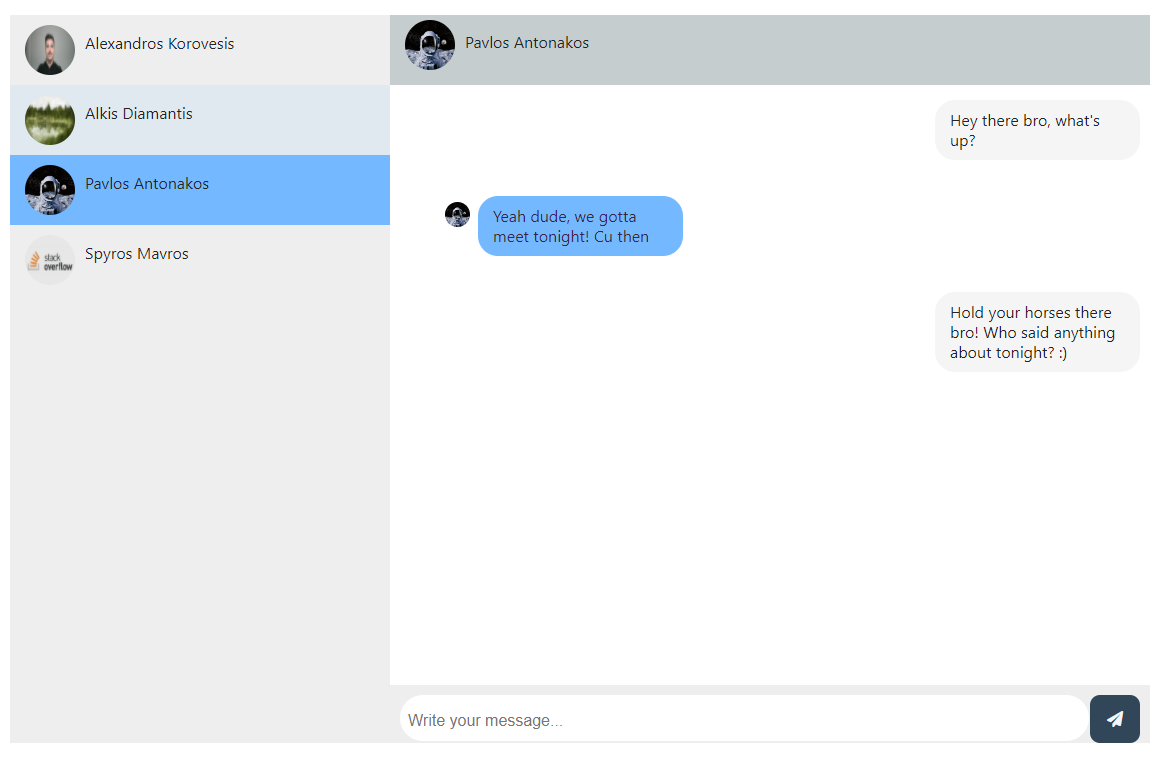 Alexandros Korovesis
Alkis Diamantis
Pavlos Antonakos
stack
overflow
Spyros Mavros
Pavlos Antonakos
Hey there bro, what's
up?
Yeah dude, we gotta
meet tonight! Cu then
Hold your horses there
bro! Who said anything
about tonight? :)
Write your message...